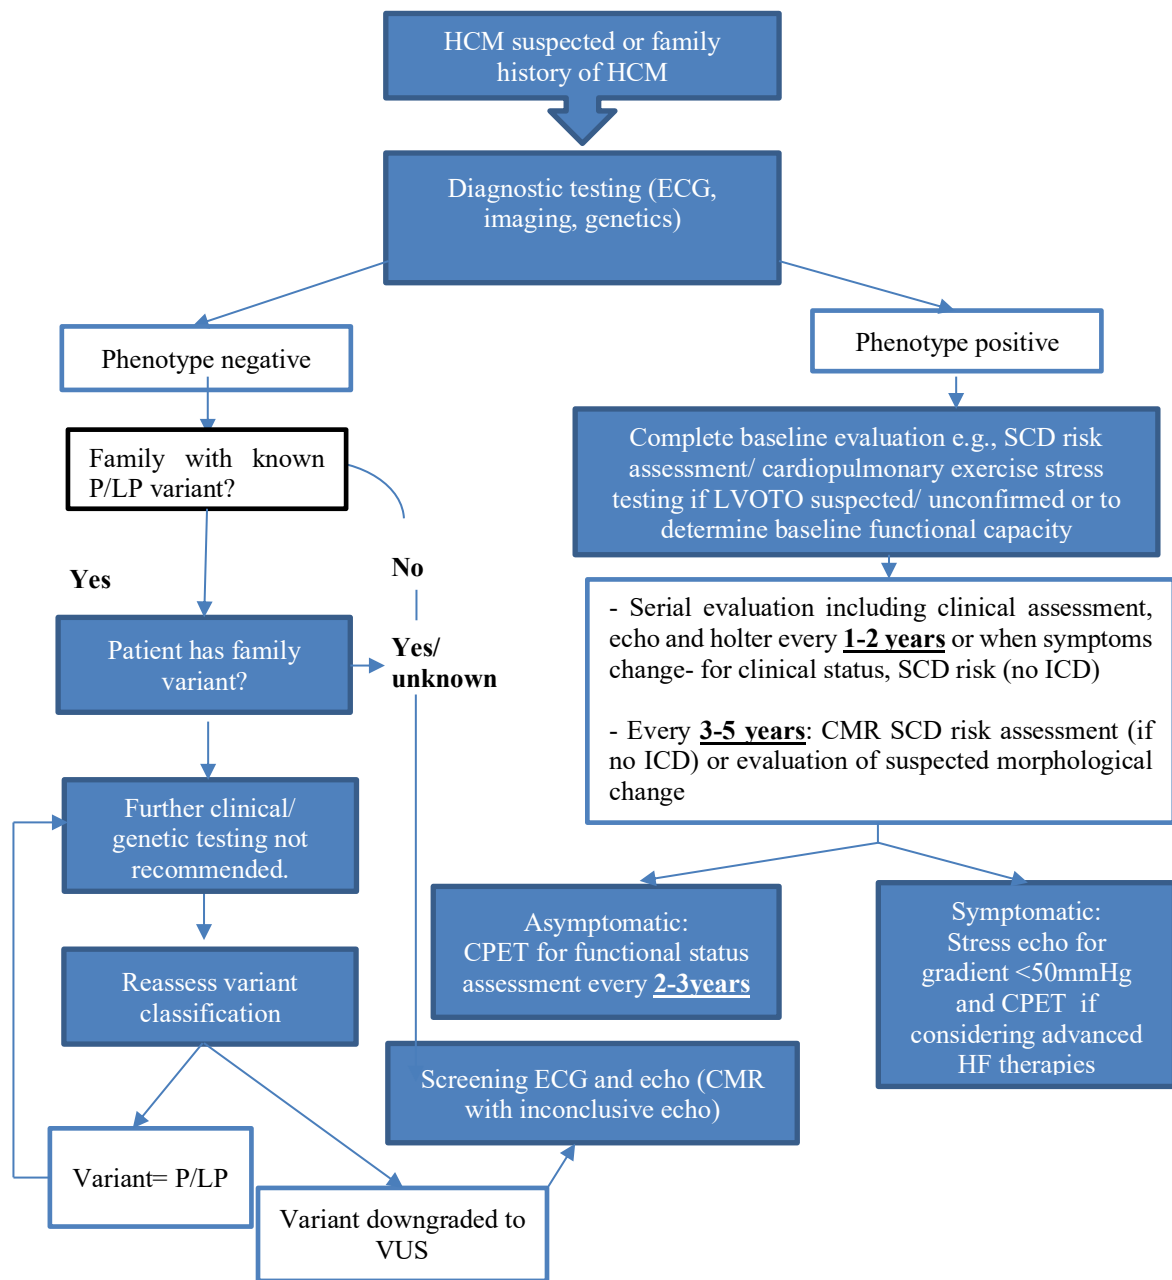 HCM suspected or family
history of HCM
Diagnostic testing (ECG,
imaging, genetics)
Phenotype negative
Phenotype positive
Family with known
P/LP variant?
Complete baseline evaluation e.g., SCD risk
assessment/ cardiopulmonary exercise stress
testing if LVOTO suspected/ unconfirmed or to
determine baseline functional capacity
Yes
No
Patient has family
variant?
Yes/
unknown
- Serial evaluation including clinical assessment,
echo and holter every 1-2 years or when symptoms
change- for clinical status, SCD risk (no ICD)
- Every 3-5 years: CMR SCD risk assessment (if
no ICD) or evaluation of suspected morphological
change
Further clinical/
genetic testing not
recommended.
Asymptomatic:
CPET for functional status
assessment every 2-3years
Symptomatic:
Stress echo for
gradient <50mmHg
and CPET if
considering advanced
HF therapies
Reassess variant
classification
Screening ECG and echo (CMR
with inconclusive echo)
Variant= P/LP
Variant downgraded to
VUS